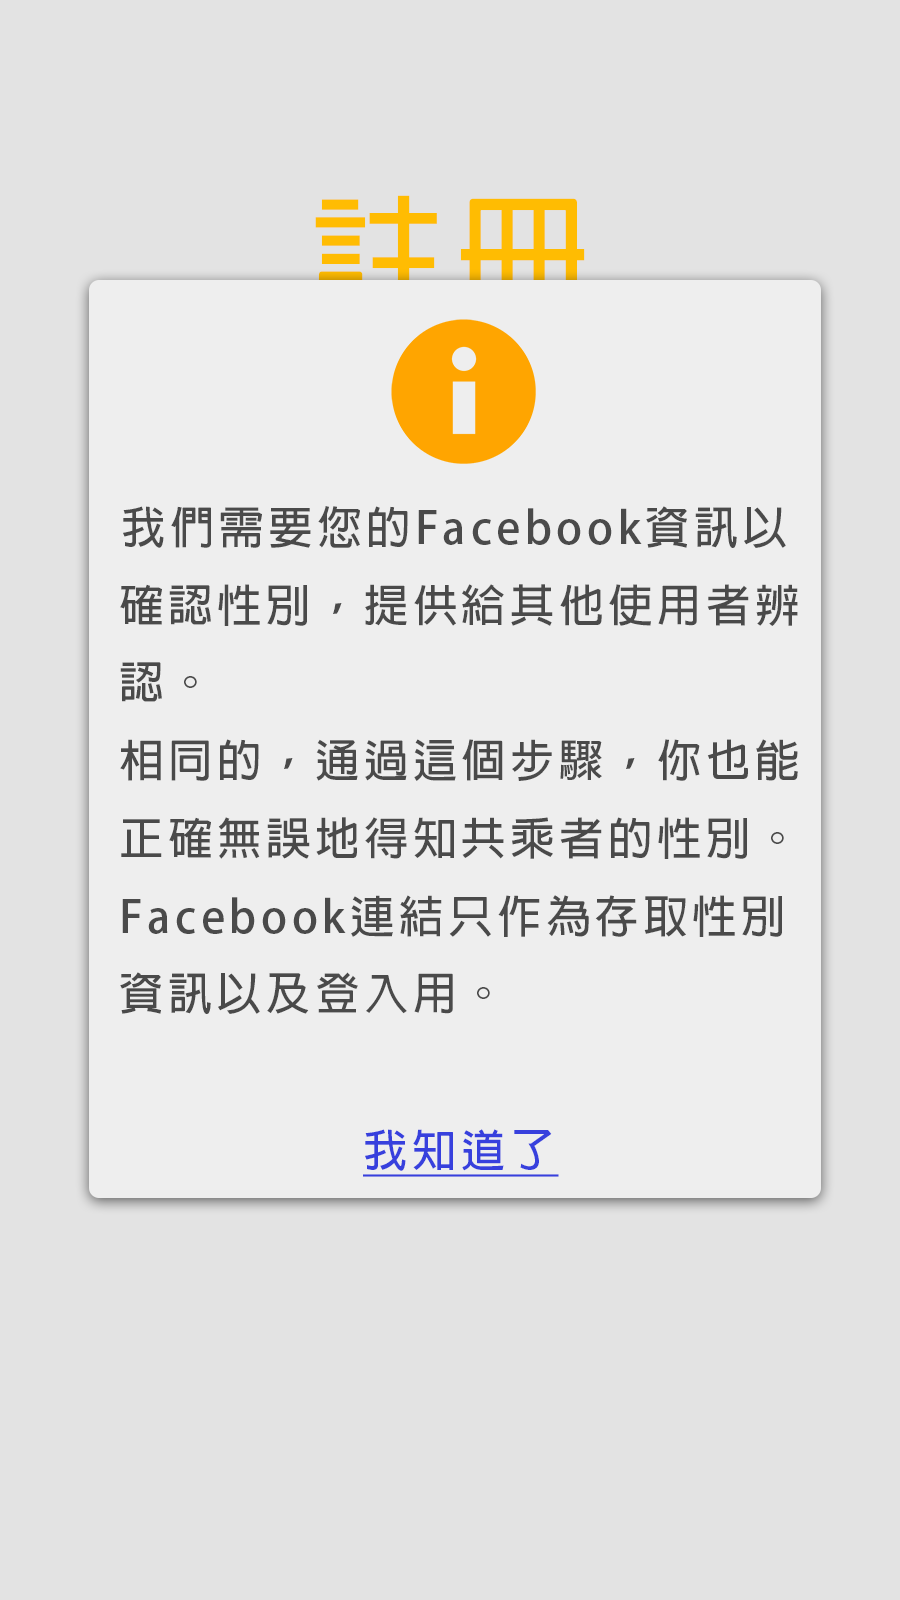 註冊
我們需要您的Facebook資訊以
確認性別，提供給其他使用者辨
認。
相同的，通過這個步驟，你也能
正確無誤地得知共乘者的性別。
Facebook連結只作為存取性別
資訊以及登入用。
我知道了